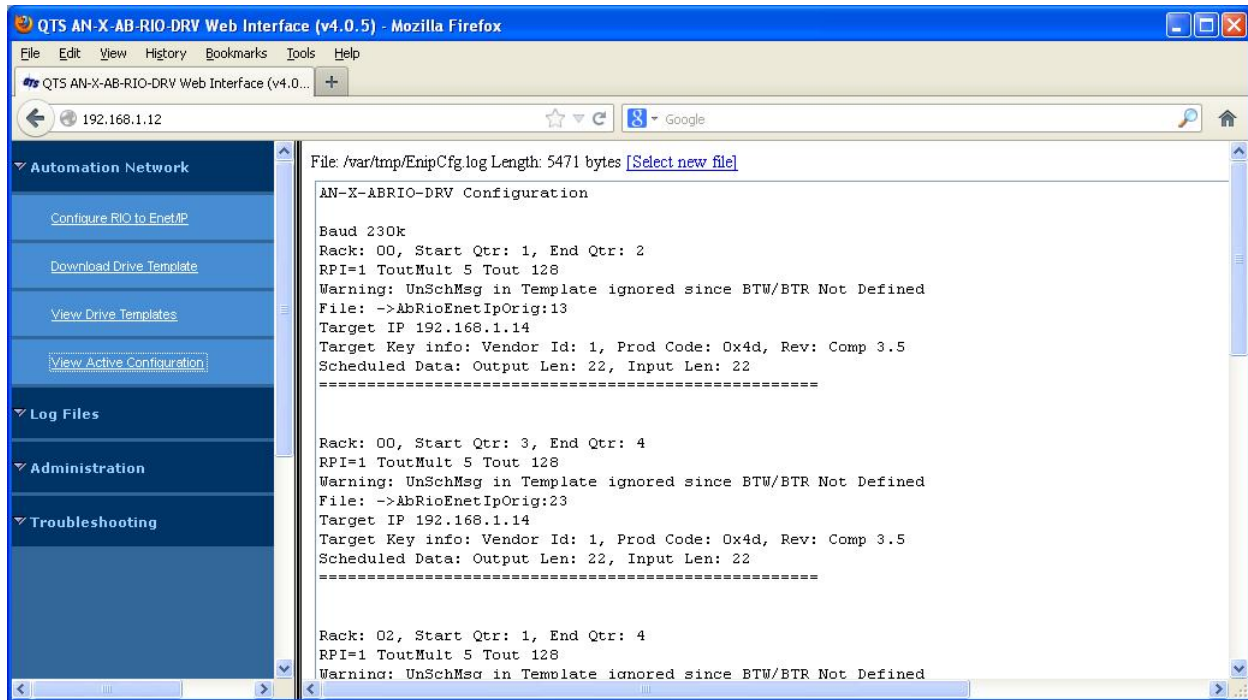 QTS AN-X-AB-RIO-DRV Web Interface (v4.0.5) - Mozilla Firefox
File Edit View History Bookmarks Tools Help
QTS AN-X-AB-RIO-DRV Web Interface (v4.0... +
192.168.1.12
8 Google
Automation Network
Configure RIO to Enet/IP
Download Drive Template
View Drive Templates
View Active Configuration
Log Files
Administration
Troubleshooting
File: /var/tmp/EnipCfg.log Length: 5471 bytes [Select new file]
AN-X-ABRIO-DRV Configuration
Baud 230k
Rack: 00, Start Qtr: 1, End Qtr: 2
RPI=1 ToutMult 5 Tout 128
Warning: UnSchMsg in Template ignored since BTW/BTR Not Defined
File: ->AbRioEnetIpOrig:13
Target IP 192.168.1.14
Target Key info: Vendor Id: 1, Prod Code: 0x4d, Rev: Comp 3.5
Scheduled Data: Output Len: 22, Input Len: 22
====================================================
Rack: 00, Start Qtr: 3, End Qtr: 4
RPI=1 ToutMult 5 Tout 128
Warning: UnSchMsg in Template ignored since BTW/BTR Not Defined
File: ->AbRioEnetIpOrig:23
Target IP 192.168.1.14
Target Key info: Vendor Id: 1, Prod Code: 0x4d, Rev: Comp 3.5
Scheduled Data: Output Len: 22, Input Len: 22
====================================================
Rack: 02, Start Qtr: 1, End Qtr: 4
RPI=1 ToutMult 5 Tout 128
Warning: UnSchMsg in Template ignored since BTW/BTR Not Defined